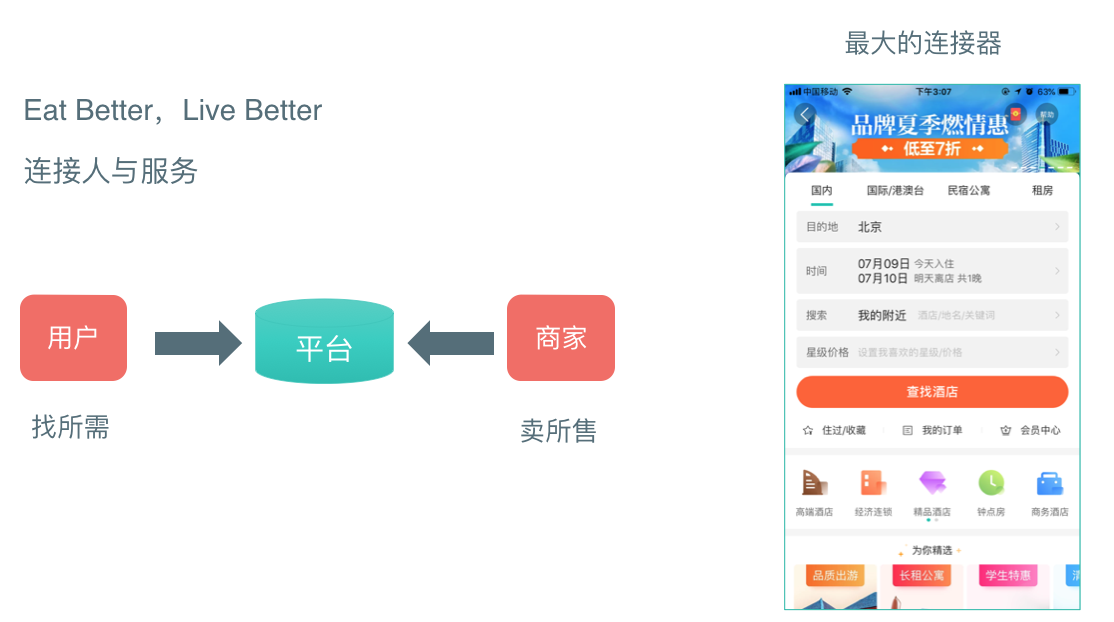 最大的连接器
Eat Better，Live Better
连接人与服务
用户
平台
商家
找所需
卖所售
中国移动
下午3:07
63%
帮助
品牌夏季燃情惠
低至7折
国内 国际/港澳台 民宿公寓 租房
目的地 北京
时间 07月09日 今天入住
07月10日 明天离店 共1晚
搜索 我的附近 酒店/地名/关键词
星级价格 设置我喜欢的星级/价格
查找酒店
住过/收藏 我的订单 会员中心
高端酒店 经济连锁 精品酒店 钟点房 商务酒店
为你精选
品质出游 长租公寓 学生特惠